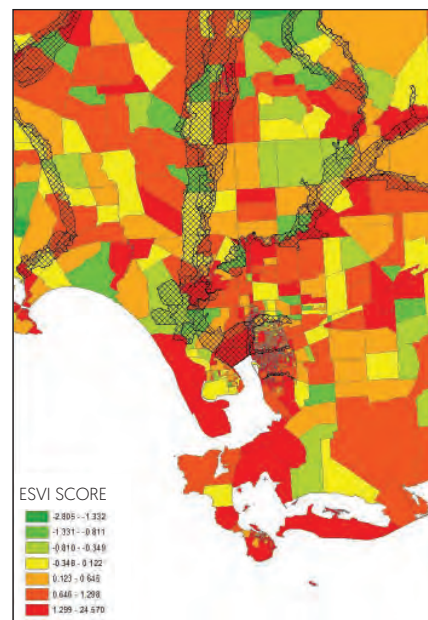 ESVI SCORE
-2.805 - -1.332
-1.331 - -0.811
-0.810 - -0.349
-0.348 - 0.122
0.123 - 0.645
0.646 - 1.298
1.299 - 24.570